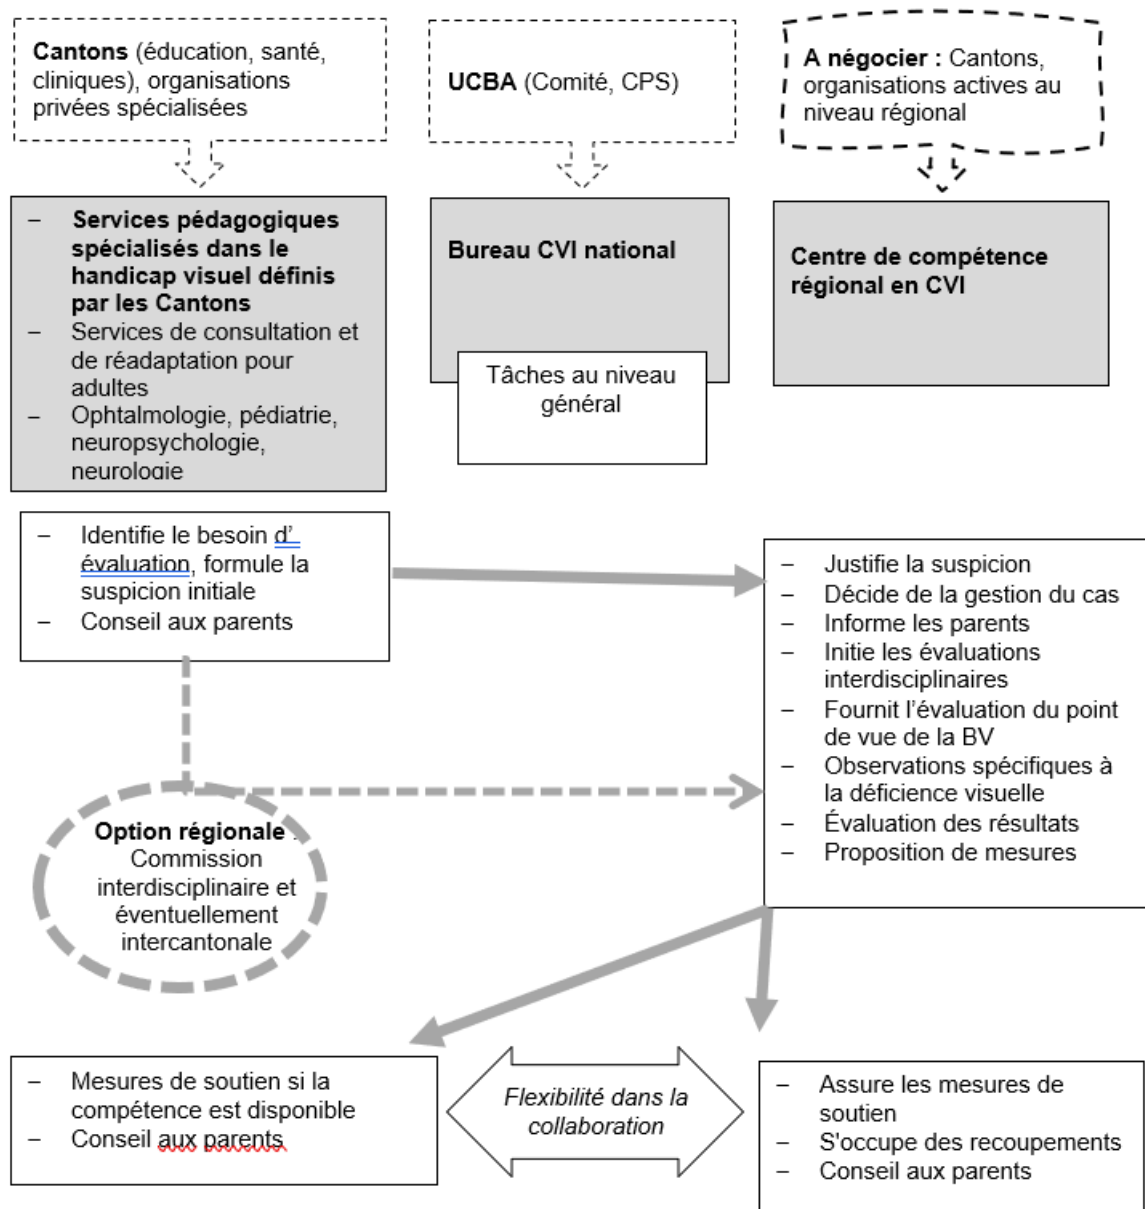 Cantons (éducation, santé,
cliniques), organisations
privées spécialisées
UCBA (Comité, CPS)
A négocier : Cantons,
organisations actives au
niveau régional
– Services pédagogiques
spécialisés dans le
handicap visuel définis
par les Cantons
– Services de consultation et
de réadaptation pour
adultes
– Ophtalmologie, pédiatrie,
neuropsychologie,
neurologie
Bureau CVI national
Tâches au niveau
général
Centre de compétence
régional en CVI
– Identifie le besoin d’
évaluation, formule la
suspicion initiale
– Conseil aux parents
– Justifie la suspicion
– Décide de la gestion du cas
– Informe les parents
– Initie les évaluations
interdisciplinaires
– Fournit l’évaluation du point
de vue de la BV
– Observations spécifiques à
la déficience visuelle
– Évaluation des résultats
– Proposition de mesures
Option régionale :
Commission
interdisciplinaire et
éventuellement
intercantonale
– Mesures de soutien si la
compétence est disponible
– Conseil aux parents
Flexibilité dans la
collaboration
– Assure les mesures de
soutien
– S'occupe des recoupements
– Conseil aux parents